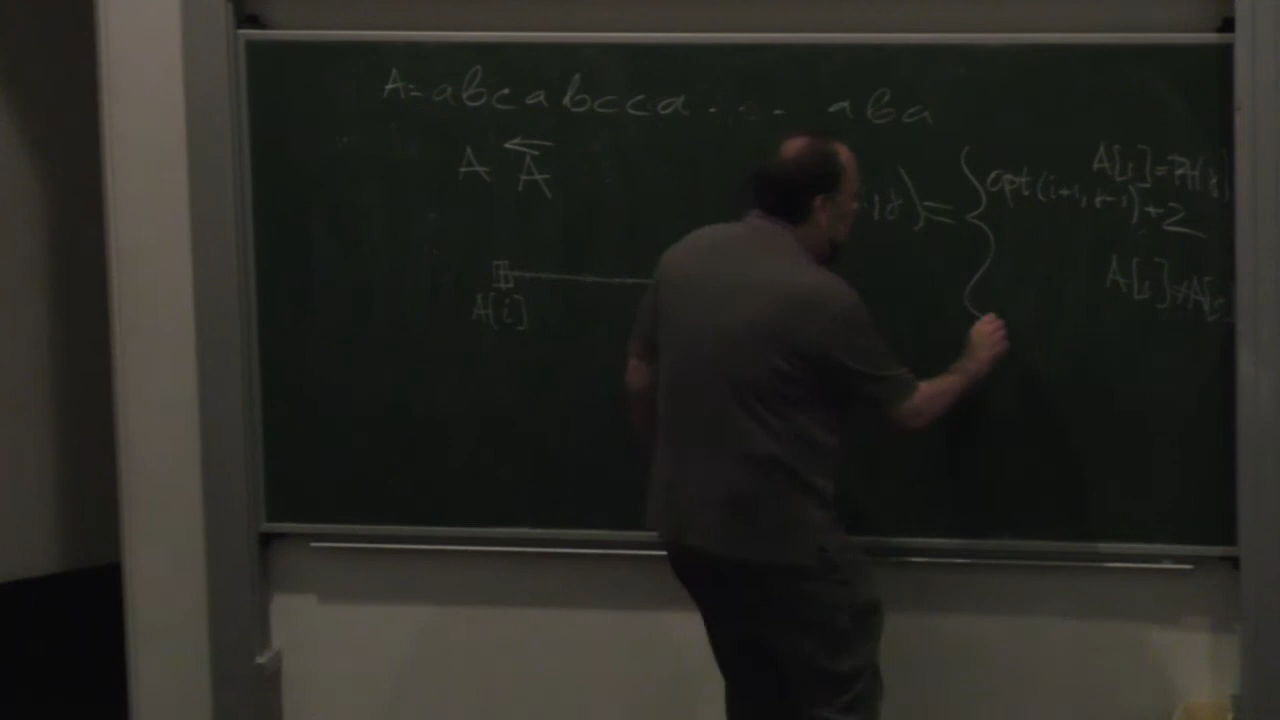 A = abcabcca . . . aba
A A
A[i]
,j) = { opt(i+1, j-1) + 2
A[i] = A[j]
A[i] ≠ A[j]